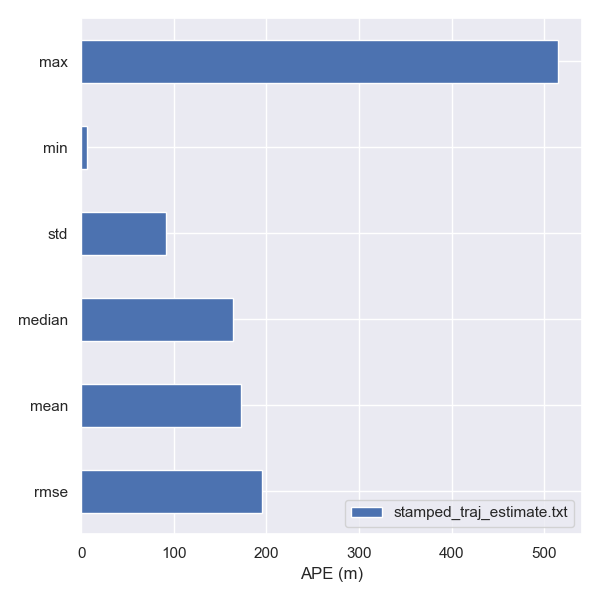 max
min
std
median
mean
rmse
stamped_traj_estimate.txt
0 100 200 300 400 500
APE (m)